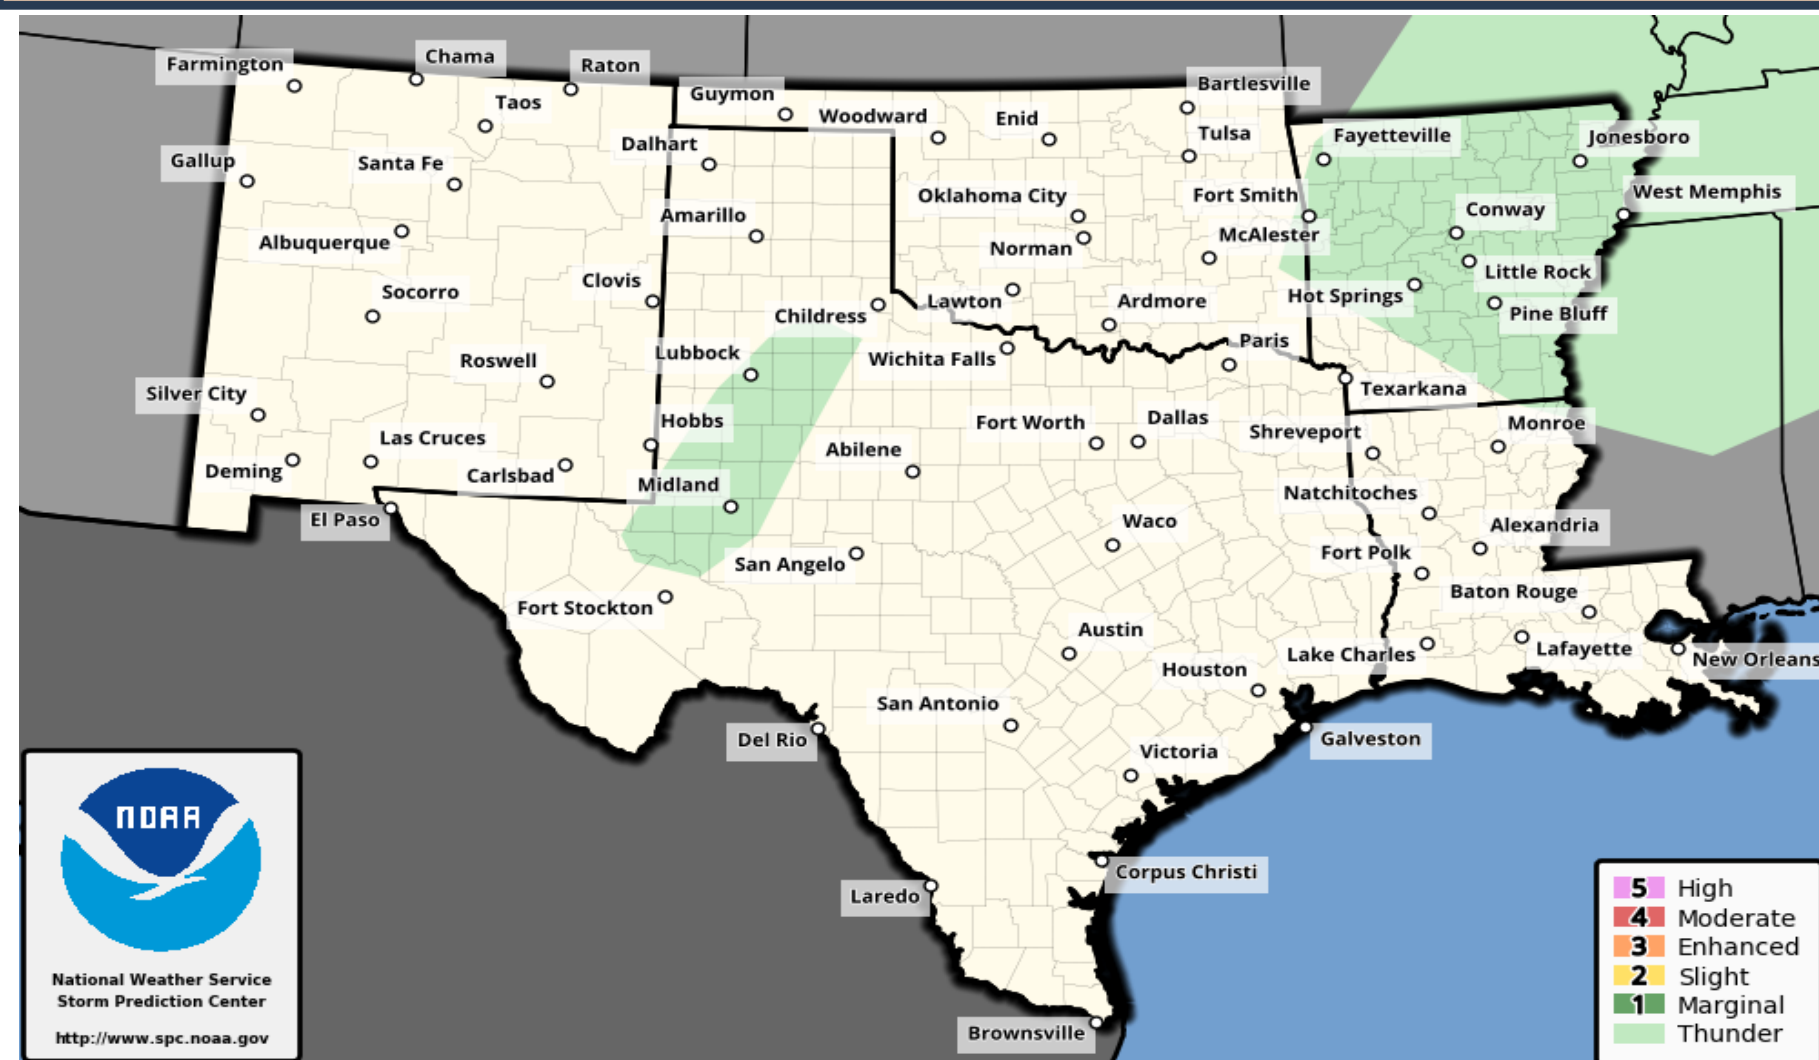 Farmington
Chama
Raton
Taos
Guymon
Woodward
Enid
Bartlesville
Tulsa
Fayetteville
Jonesboro
Gallup
Santa Fe
Dalhart
Oklahoma City
Fort Smith
Conway
West Memphis
Albuquerque
Amarillo
Norman
McAlester
Socorro
Clovis
Childress
Lawton
Ardmore
Hot Springs
Little Rock
Pine Bluff
Roswell
Lubbock
Wichita Falls
Paris
Texarkana
Silver City
Hobbs
Las Cruces
Abilene
Fort Worth
Dallas
Shreveport
Monroe
Deming
Carlsbad
Midland
Natchitoches
El Paso
San Angelo
Waco
Fort Polk
Alexandria
Fort Stockton
Austin
Baton Rouge
Houston
Lake Charles
Lafayette
New Orleans
San Antonio
Del Rio
Victoria
Galveston
Laredo
Corpus Christi
Brownsville
NOAA
National Weather Service
Storm Prediction Center
http://www.spc.noaa.gov
5 High
4 Moderate
3 Enhanced
2 Slight
1 Marginal
Thunder